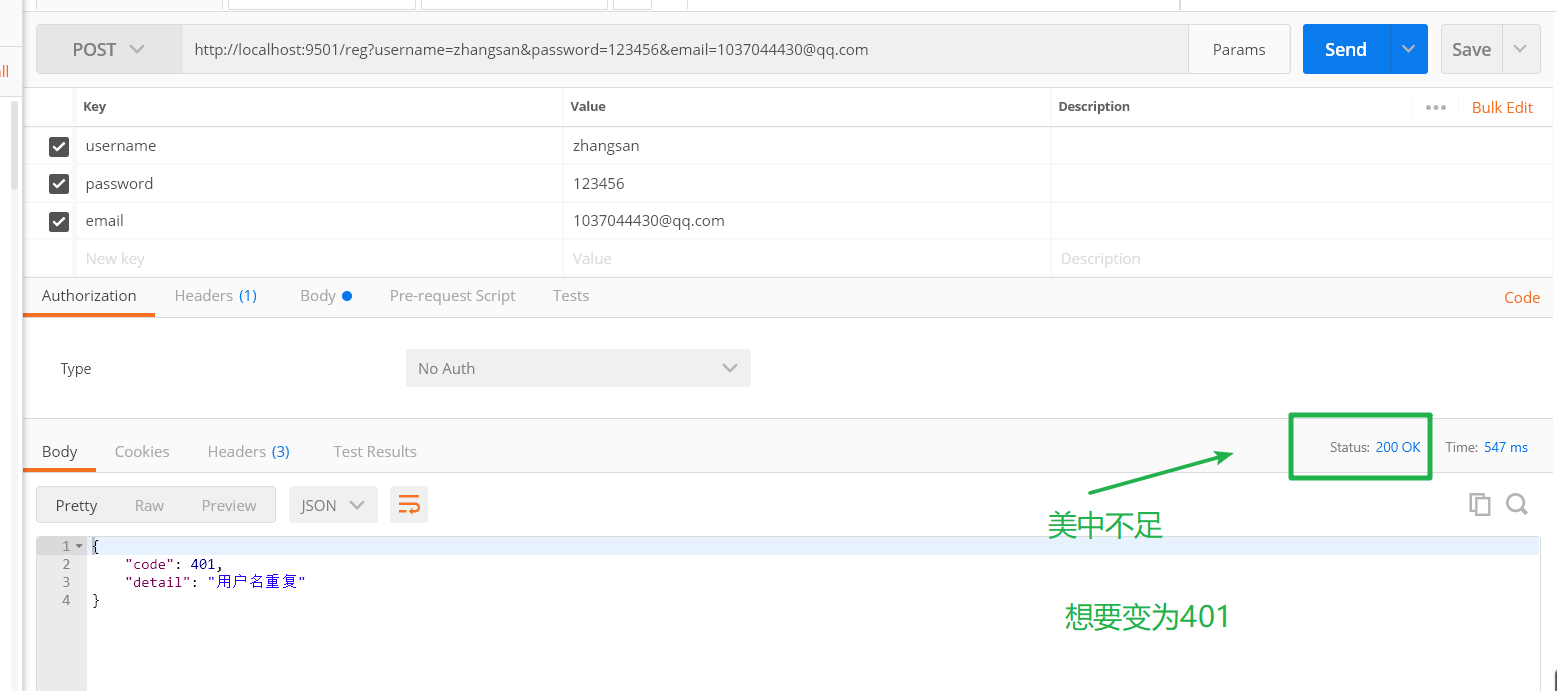 all
POST
http://localhost:9501/reg?username=zhangsan&password=123456&email=1037044430@qq.com
Params
Send
Save
Key
Value
Description
Bulk Edit
username
zhangsan
password
123456
email
1037044430@qq.com
New key
Value
Description
Authorization
Headers (1)
Body
Pre-request Script
Tests
Code
Type
No Auth
Body
Cookies
Headers (3)
Test Results
Status: 200 OK
Time: 547 ms
Pretty
Raw
Preview
JSON
美中不足
1 {
2 "code": 401,
3 "detail": "用户名重复"
4 }
想要变为401